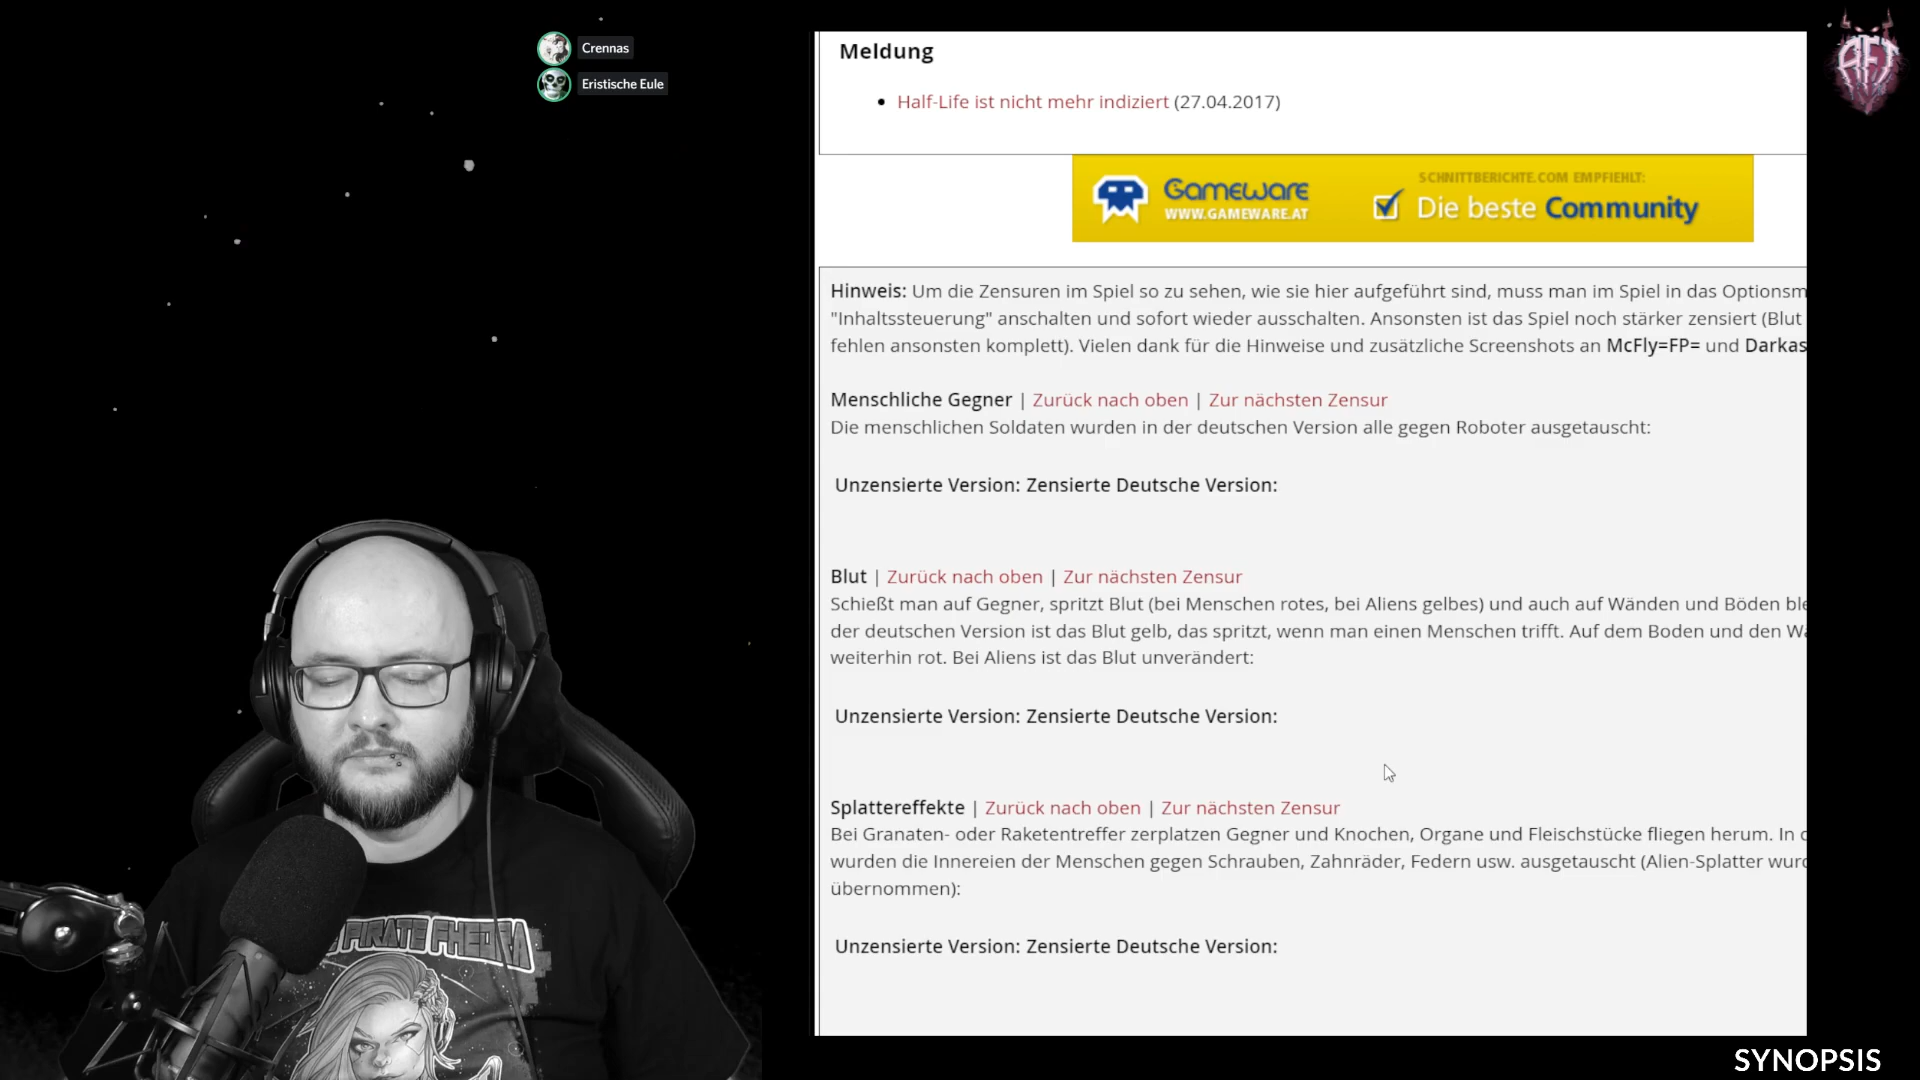 Crennas
Eristische Eule
AFT
Meldung
Half-Life ist nicht mehr indiziert (27.04.2017)
Gameware
WWW.GAMEWARE.AT
SCHNITTBERICHTE.COM EMPFIEHLT:
Die beste Community
Hinweis: Um die Zensuren im Spiel so zu sehen, wie sie hier aufgeführt sind, muss man im Spiel in das Optionsm
"Inhaltssteuerung" anschalten und sofort wieder ausschalten. Ansonsten ist das Spiel noch stärker zensiert (Blut
fehlen ansonsten komplett). Vielen dank für die Hinweise und zusätzliche Screenshots an McFly=FP= und Darkas
Menschliche Gegner | Zurück nach oben | Zur nächsten Zensur
Die menschlichen Soldaten wurden in der deutschen Version alle gegen Roboter ausgetauscht:
Unzensierte Version: Zensierte Deutsche Version:
Blut | Zurück nach oben | Zur nächsten Zensur
Schießt man auf Gegner, spritzt Blut (bei Menschen rotes, bei Aliens gelbes) und auch auf Wänden und Böden ble
der deutschen Version ist das Blut gelb, das spritzt, wenn man einen Menschen trifft. Auf dem Boden und den Wä
weiterhin rot. Bei Aliens ist das Blut unverändert:
Unzensierte Version: Zensierte Deutsche Version:
Splattereffekte | Zurück nach oben | Zur nächsten Zensur
Bei Granaten- oder Raketentreffer zerplatzen Gegner und Knochen, Organe und Fleischstücke fliegen herum. In d
wurden die Innereien der Menschen gegen Schrauben, Zahnräder, Federn usw. ausgetauscht (Alien-Splatter wurd
übernommen):
Unzensierte Version: Zensierte Deutsche Version:
PIRATE
SYNOPSIS